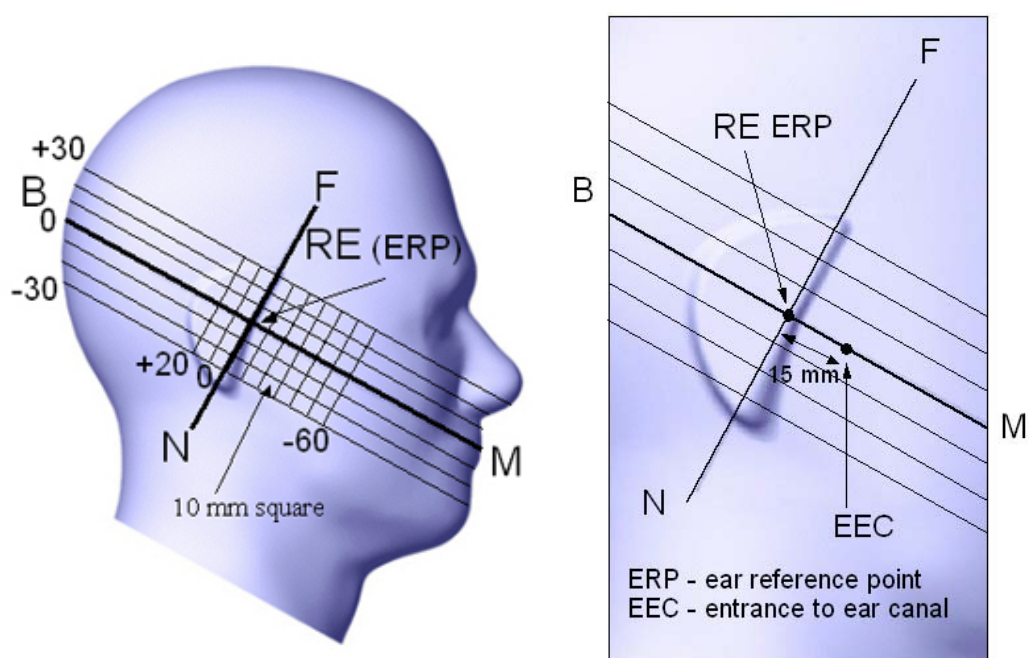 +30
B
0
-30
F
RE (ERP)
+20
0
N
-60
M
10 mm square
F
RE ERP
B
15 mm
M
N
EEC
ERP - ear reference point
EEC - entrance to ear canal